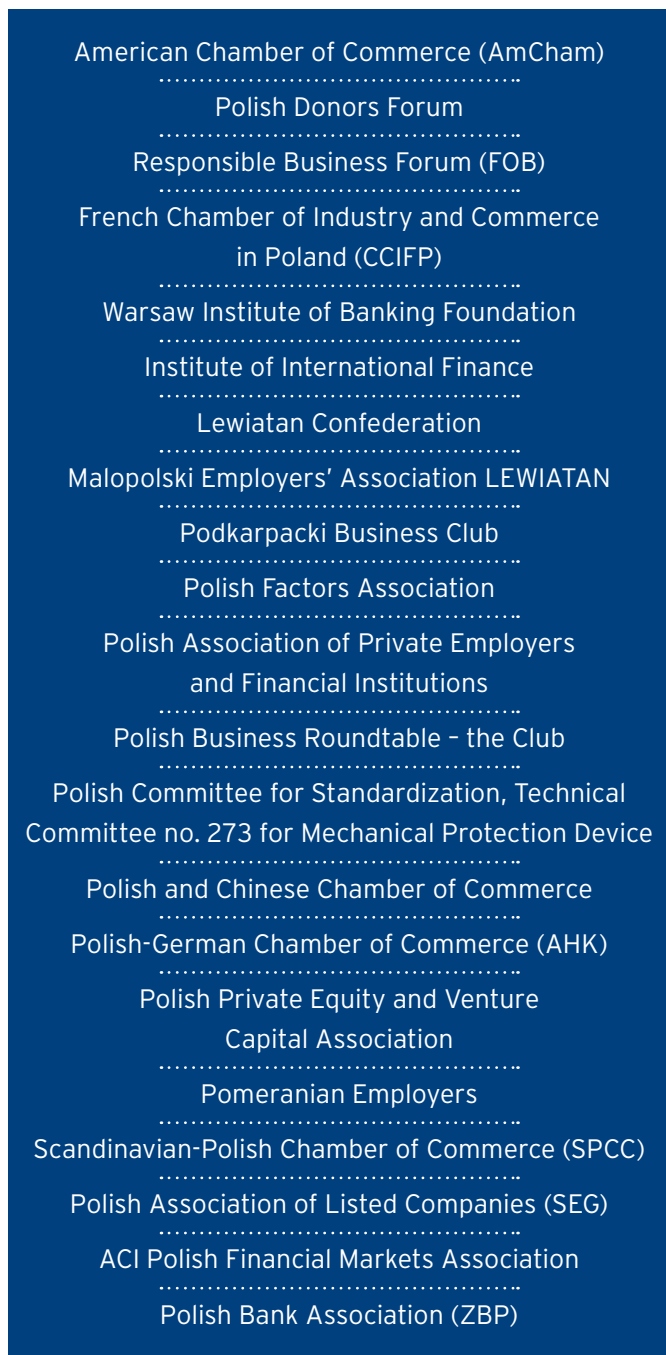 American Chamber of Commerce (AmCham)
Polish Donors Forum
Responsible Business Forum (FOB)
French Chamber of Industry and Commerce
in Poland (CCIFP)
Warsaw Institute of Banking Foundation
Institute of International Finance
Lewiatan Confederation
Malopolski Employers’ Association LEWIATAN
Podkarpacki Business Club
Polish Factors Association
Polish Association of Private Employers
and Financial Institutions
Polish Business Roundtable – the Club
Polish Committee for Standardization, Technical
Committee no. 273 for Mechanical Protection Device
Polish and Chinese Chamber of Commerce
Polish-German Chamber of Commerce (AHK)
Polish Private Equity and Venture
Capital Association
Pomeranian Employers
Scandinavian-Polish Chamber of Commerce (SPCC)
Polish Association of Listed Companies (SEG)
ACI Polish Financial Markets Association
Polish Bank Association (ZBP)